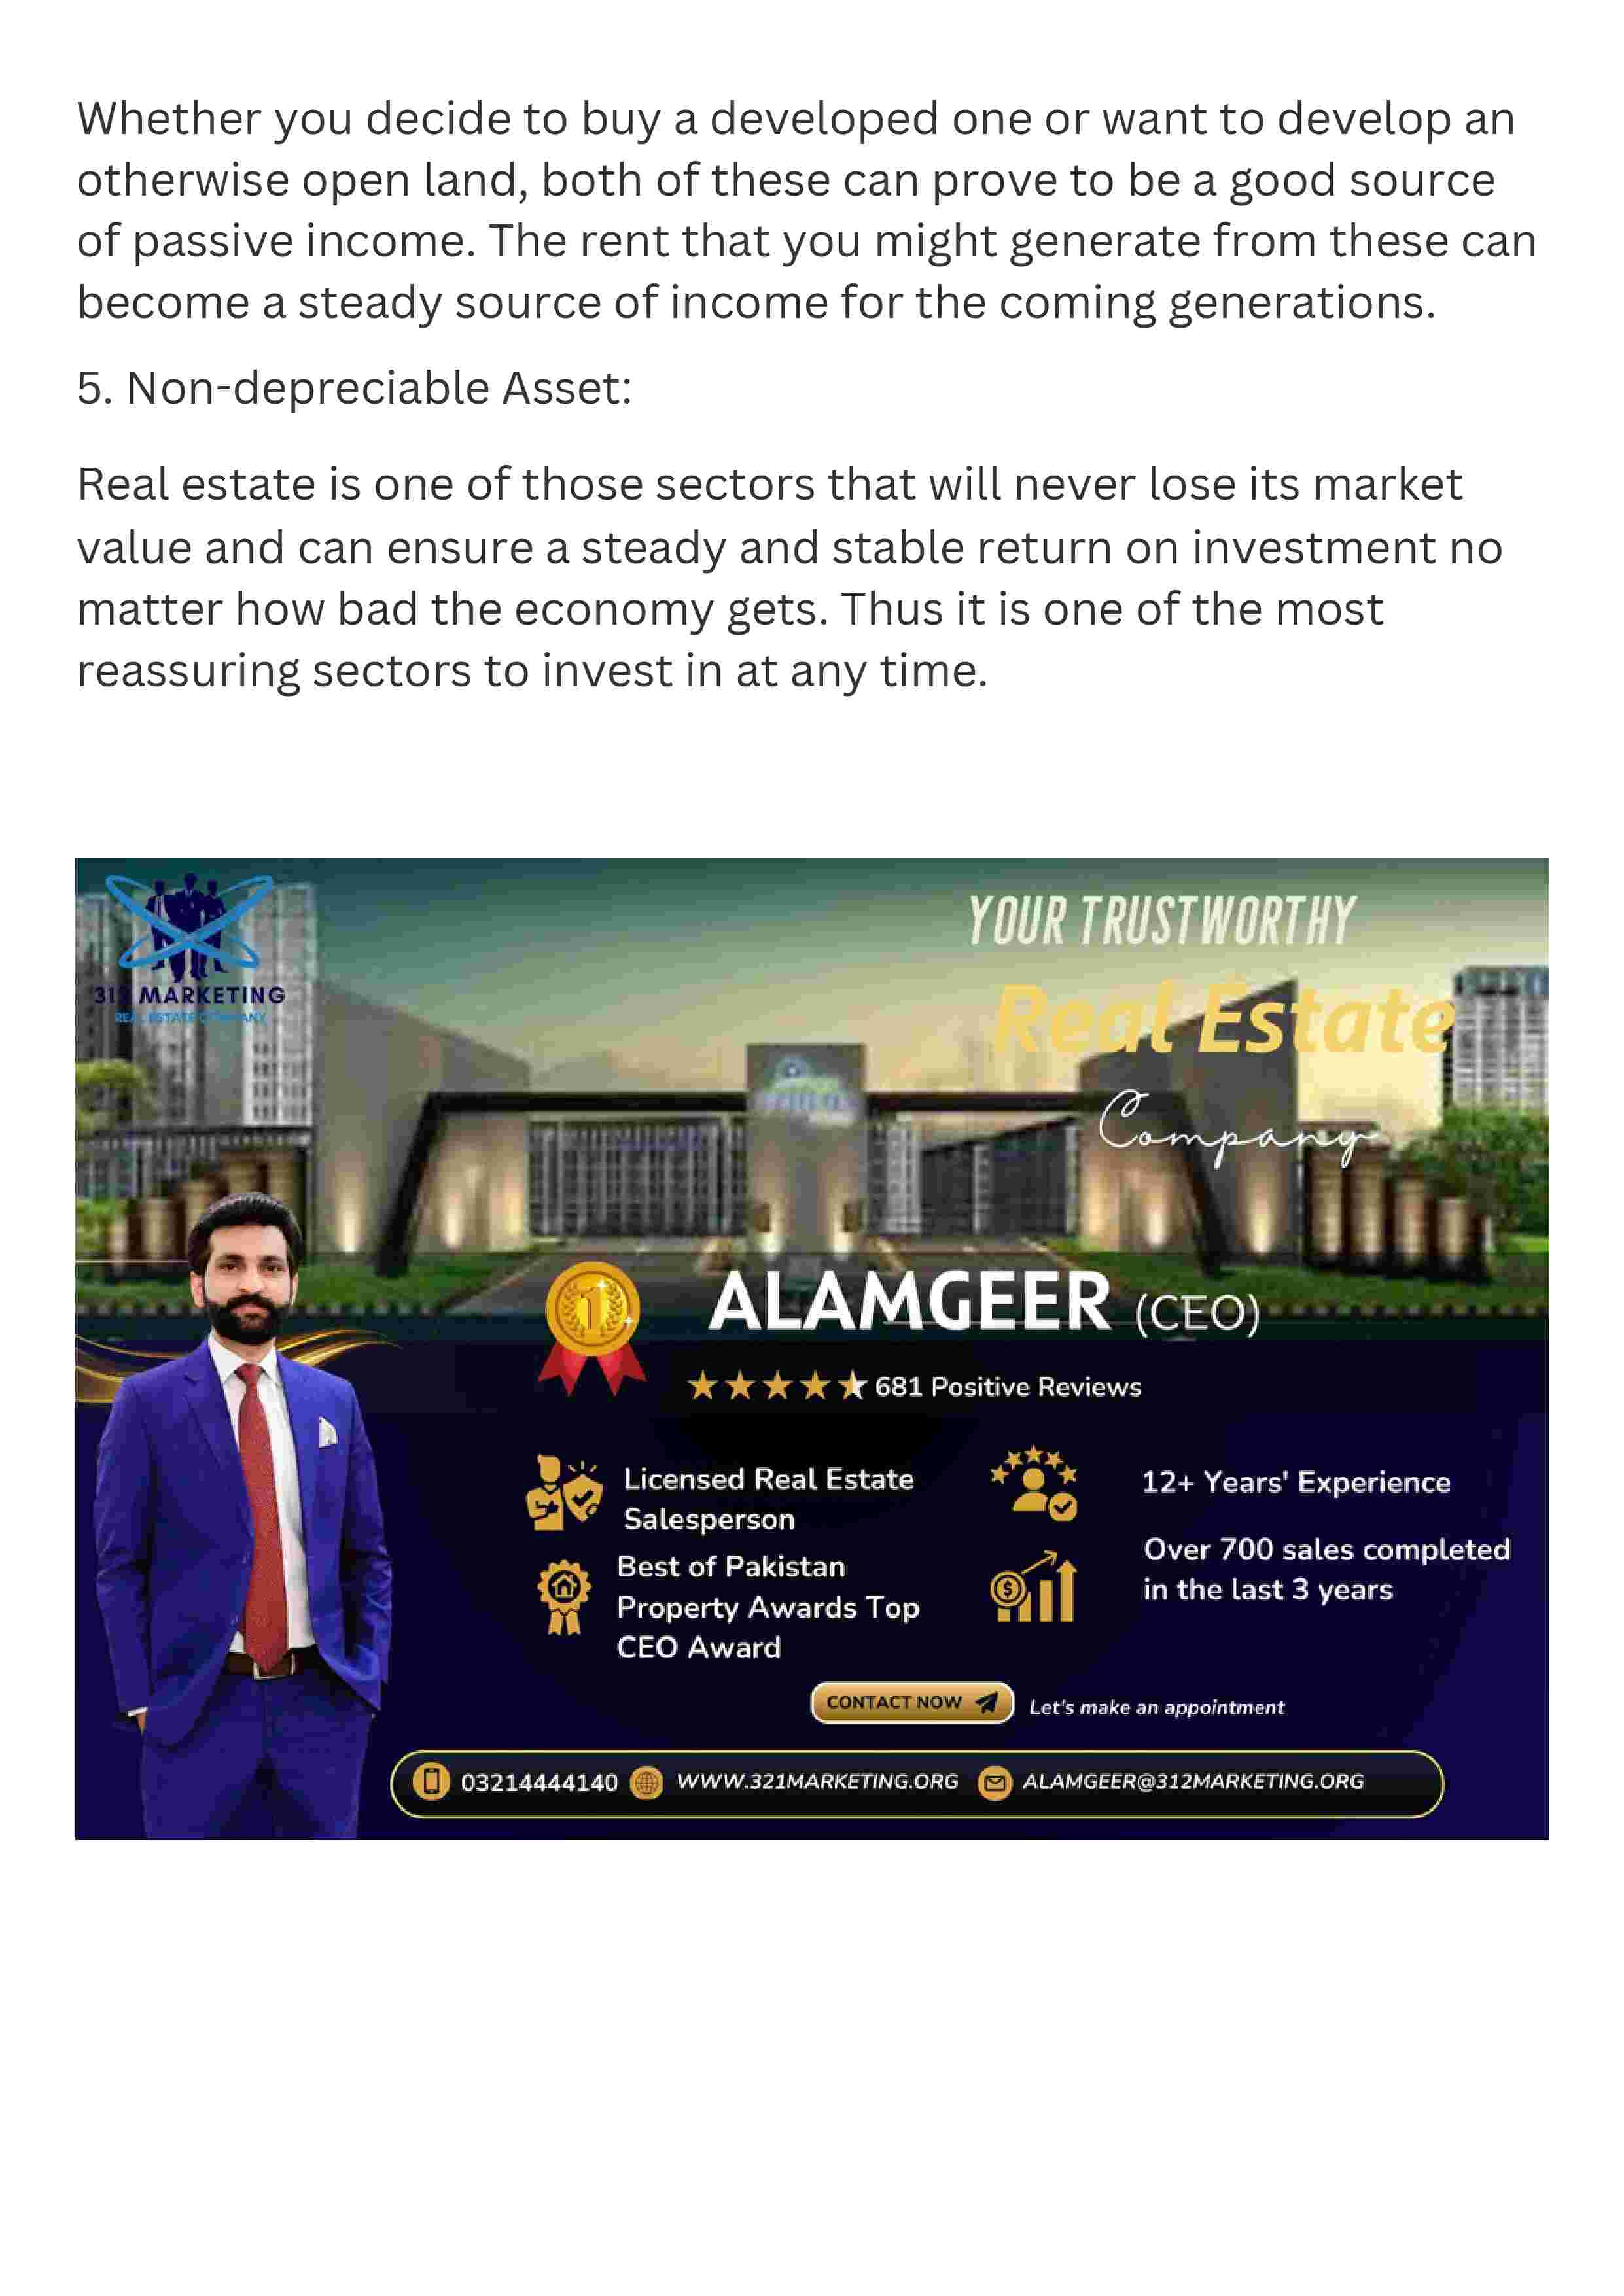 Whether you decide to buy a developed one or want to develop an
otherwise open land, both of these can prove to be a good source
of passive income. The rent that you might generate from these can
become a steady source of income for the coming generations.
5. Non-depreciable Asset:
Real estate is one of those sectors that will never lose its market
value and can ensure a steady and stable return on investment no
matter how bad the economy gets. Thus it is one of the most
reassuring sectors to invest in at any time.
312 MARKETING
REAL ESTATE COMPANY
YOUR TRUSTWORTHY
Real Estate
Company
ALAMGEER (CEO)
1
681 Positive Reviews
Licensed Real Estate
Salesperson
12+ Years' Experience
Best of Pakistan
Property Awards Top
CEO Award
Over 700 sales completed
in the last 3 years
CONTACT NOW
Let's make an appointment
03214444140 WWW.321MARKETING.ORG ALAMGEER@312MARKETING.ORG